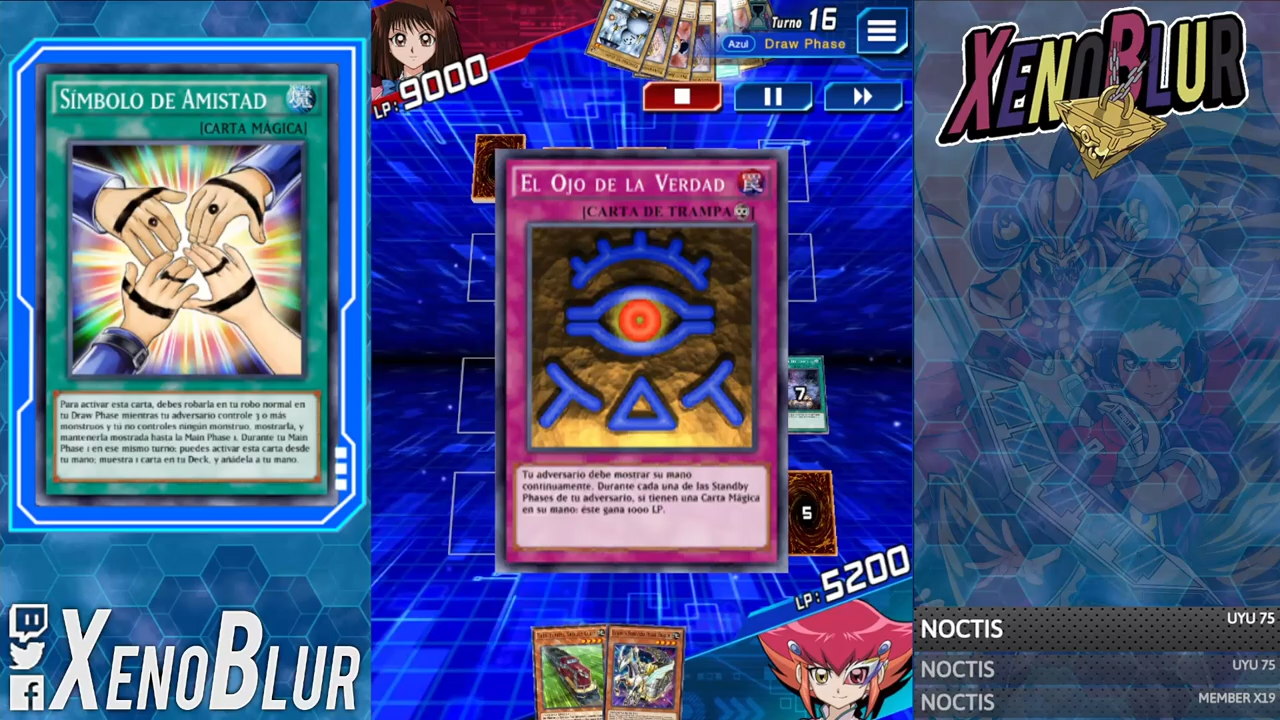 SÍMBOLO DE AMISTAD
[CARTA MÁGICA]
Para activar esta carta, debes robarla en tu robo normal en
tu Draw Phase mientras tu adversario controle 3 o más
monstruos y tú no controles ningún monstruo, mostrarla, y
mantenerla mostrada hasta la Main Phase 1. Durante tu Main
Phase 1 en ese mismo turno: puedes activar esta carta desde
tu mano; muestra 1 carta en tu Deck, y añádela a tu mano.
XENOBLUR
LP: 9000
Turno 16
Azul Draw Phase
EL OJO DE LA VERDAD
[CARTA DE TRAMPA]
Tu adversario debe mostrar su mano
continuamente. Durante cada una de las Standby
Phases de tu adversario, si tienen una Carta Mágica
en su mano: éste gana 1000 LP.
7
5
LP: 5200
XENOBLUR
NOCTIS UYU 75
NOCTIS UYU 75
NOCTIS MEMBER X19